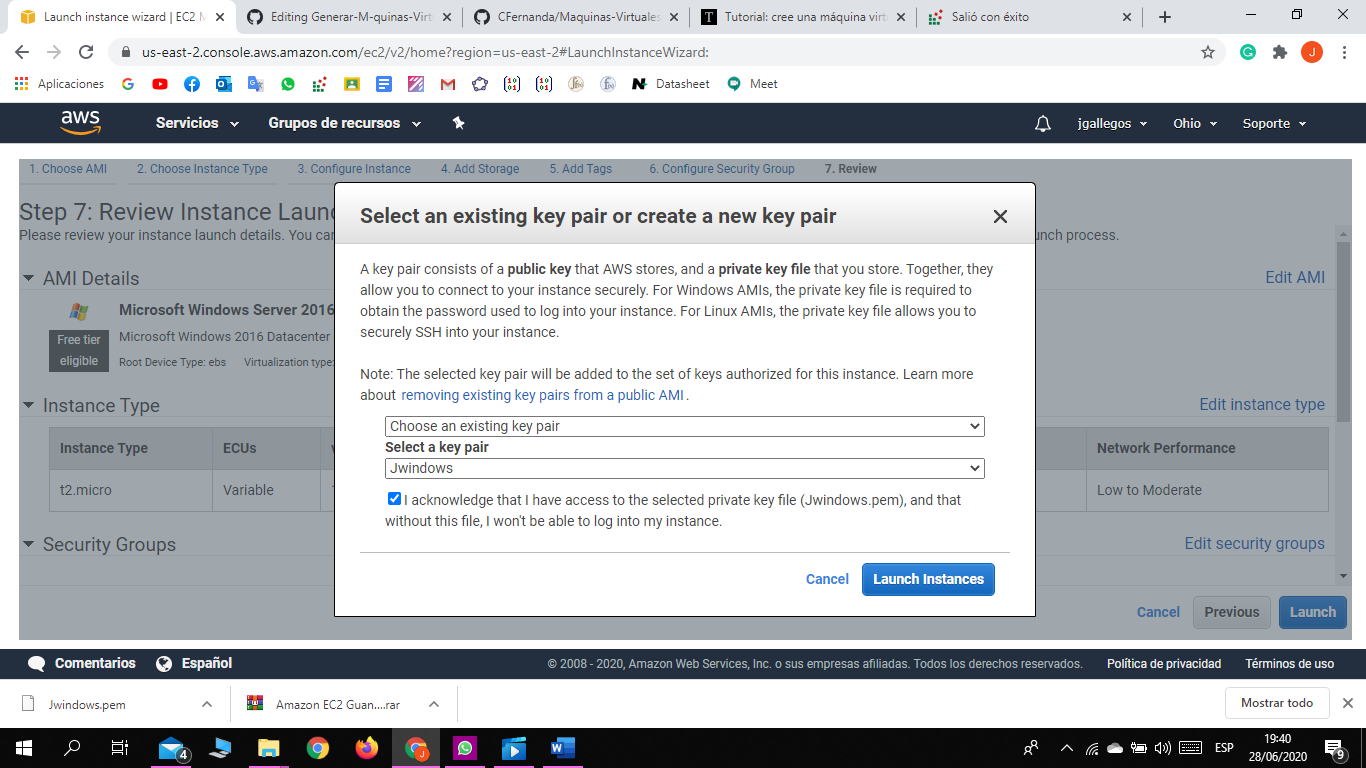 Launch instance wizard | EC2 M
Editing Generar-M-quinas-Virtu
CFernanda/Maquinas-Virtuales
Tutorial: cree una máquina virt
Salió con éxito
us-east-2.console.aws.amazon.com/ec2/v2/home?region=us-east-2#LaunchInstanceWizard:
Aplicaciones
Datasheet
Meet
aws
Servicios
Grupos de recursos
jgallegos
Ohio
Soporte
1. Choose AMI
2. Choose Instance Type
3. Configure Instance
4. Add Storage
5. Add Tags
6. Configure Security Group
7. Review
Step 7: Review Instance Laun
Please review your instance launch details. You can
unch process.
AMI Details
Edit AMI
Microsoft Windows Server 2016
Free tier
eligible
Microsoft Windows 2016 Datacenter
Root Device Type: ebs
Virtualization type:
Instance Type
Edit instance type
Instance Type
ECUs
Network Performance
t2.micro
Variable
Low to Moderate
Security Groups
Edit security groups
Cancel
Previous
Launch
Select an existing key pair or create a new key pair
A key pair consists of a public key that AWS stores, and a private key file that you store. Together, they
allow you to connect to your instance securely. For Windows AMIs, the private key file is required to
obtain the password used to log into your instance. For Linux AMIs, the private key file allows you to
securely SSH into your instance.
Note: The selected key pair will be added to the set of keys authorized for this instance. Learn more
about removing existing key pairs from a public AMI.
Choose an existing key pair
Select a key pair
Jwindows
I acknowledge that I have access to the selected private key file (Jwindows.pem), and that
without this file, I won't be able to log into my instance.
Cancel
Launch Instances
Comentarios
Español
© 2008 - 2020, Amazon Web Services, Inc. o sus empresas afiliadas. Todos los derechos reservados.
Política de privacidad
Términos de uso
Jwindows.pem
Amazon EC2 Guan....rar
Mostrar todo
4
ESP
19:40
28/06/2020
9